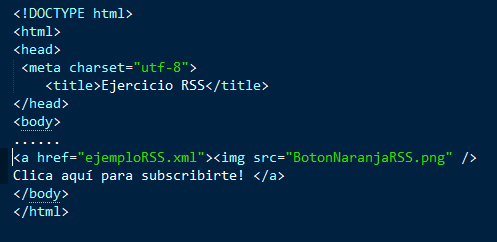 <!DOCTYPE html>
<html>
<head>
<meta charset="utf-8">
<title>Ejercicio RSS</title>
</head>
<body>
......
<a href="ejemploRSS.xml"><img src="BotonNaranjaRSS.png" />
Clica aquí para subscribirte! </a>
</body>
</html>